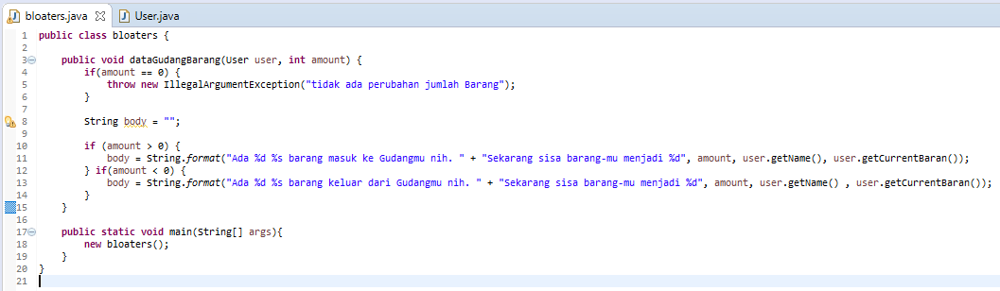 bloaters.java User.java
1 public class bloaters {
2
3 public void dataGudangBarang(User user, int amount) {
4 if(amount == 0) {
5 throw new IllegalArgumentException("tidak ada perubahan jumlah Barang");
6 }
7
8 String body = "";
9
10 if (amount > 0) {
11 body = String.format("Ada %d %s barang masuk ke Gudangmu nih. " + "Sekarang sisa barang-mu menjadi %d", amount, user.getName(), user.getCurrentBaran());
12 } if(amount < 0) {
13 body = String.format("Ada %d %s barang keluar dari Gudangmu nih. " + "Sekarang sisa barang-mu menjadi %d", amount, user.getName() , user.getCurrentBaran());
14 }
15 }
16
17 public static void main(String[] args){
18 new bloaters();
19 }
20 }
21